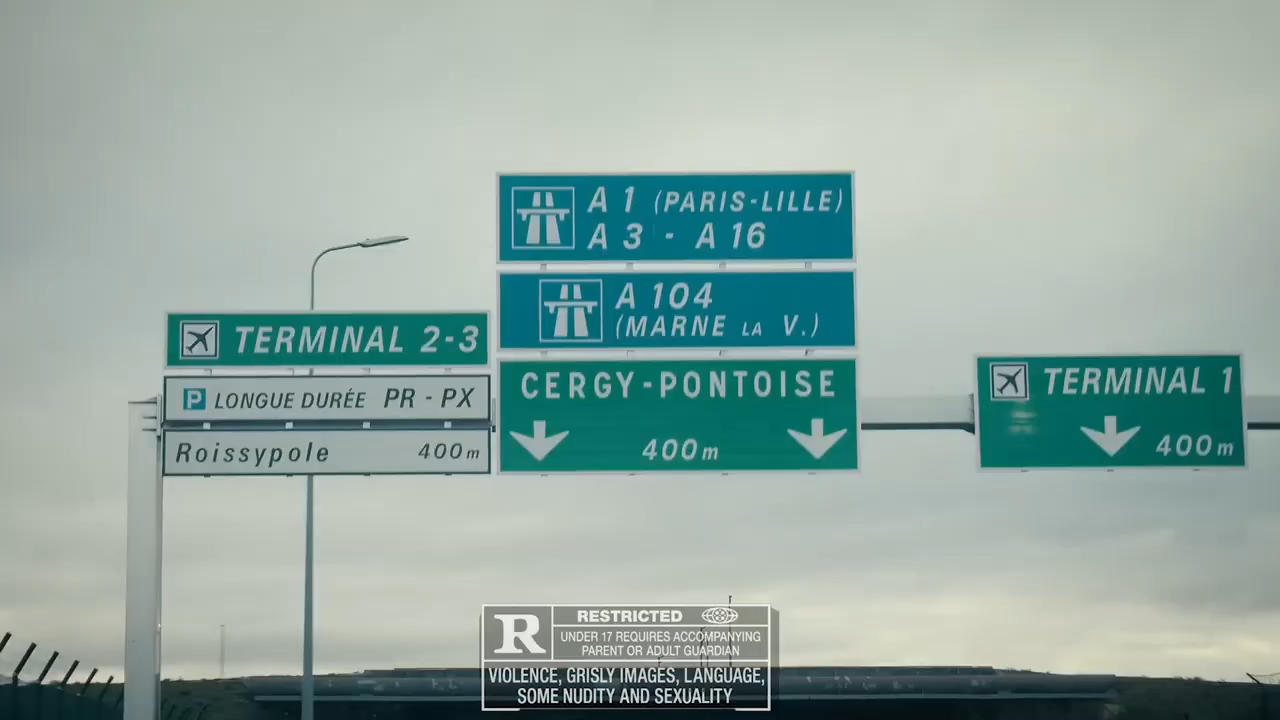 A 1 (PARIS-LILLE)
A 3 - A 16
A 104
(MARNE LA V.)
TERMINAL 2-3
P LONGUE DURÉE PR - PX
Roissypole 400m
CERGY-PONTOISE
400m
TERMINAL 1
400m
R RESTRICTED
UNDER 17 REQUIRES ACCOMPANYING
PARENT OR ADULT GUARDIAN
VIOLENCE, GRISLY IMAGES, LANGUAGE,
SOME NUDITY AND SEXUALITY